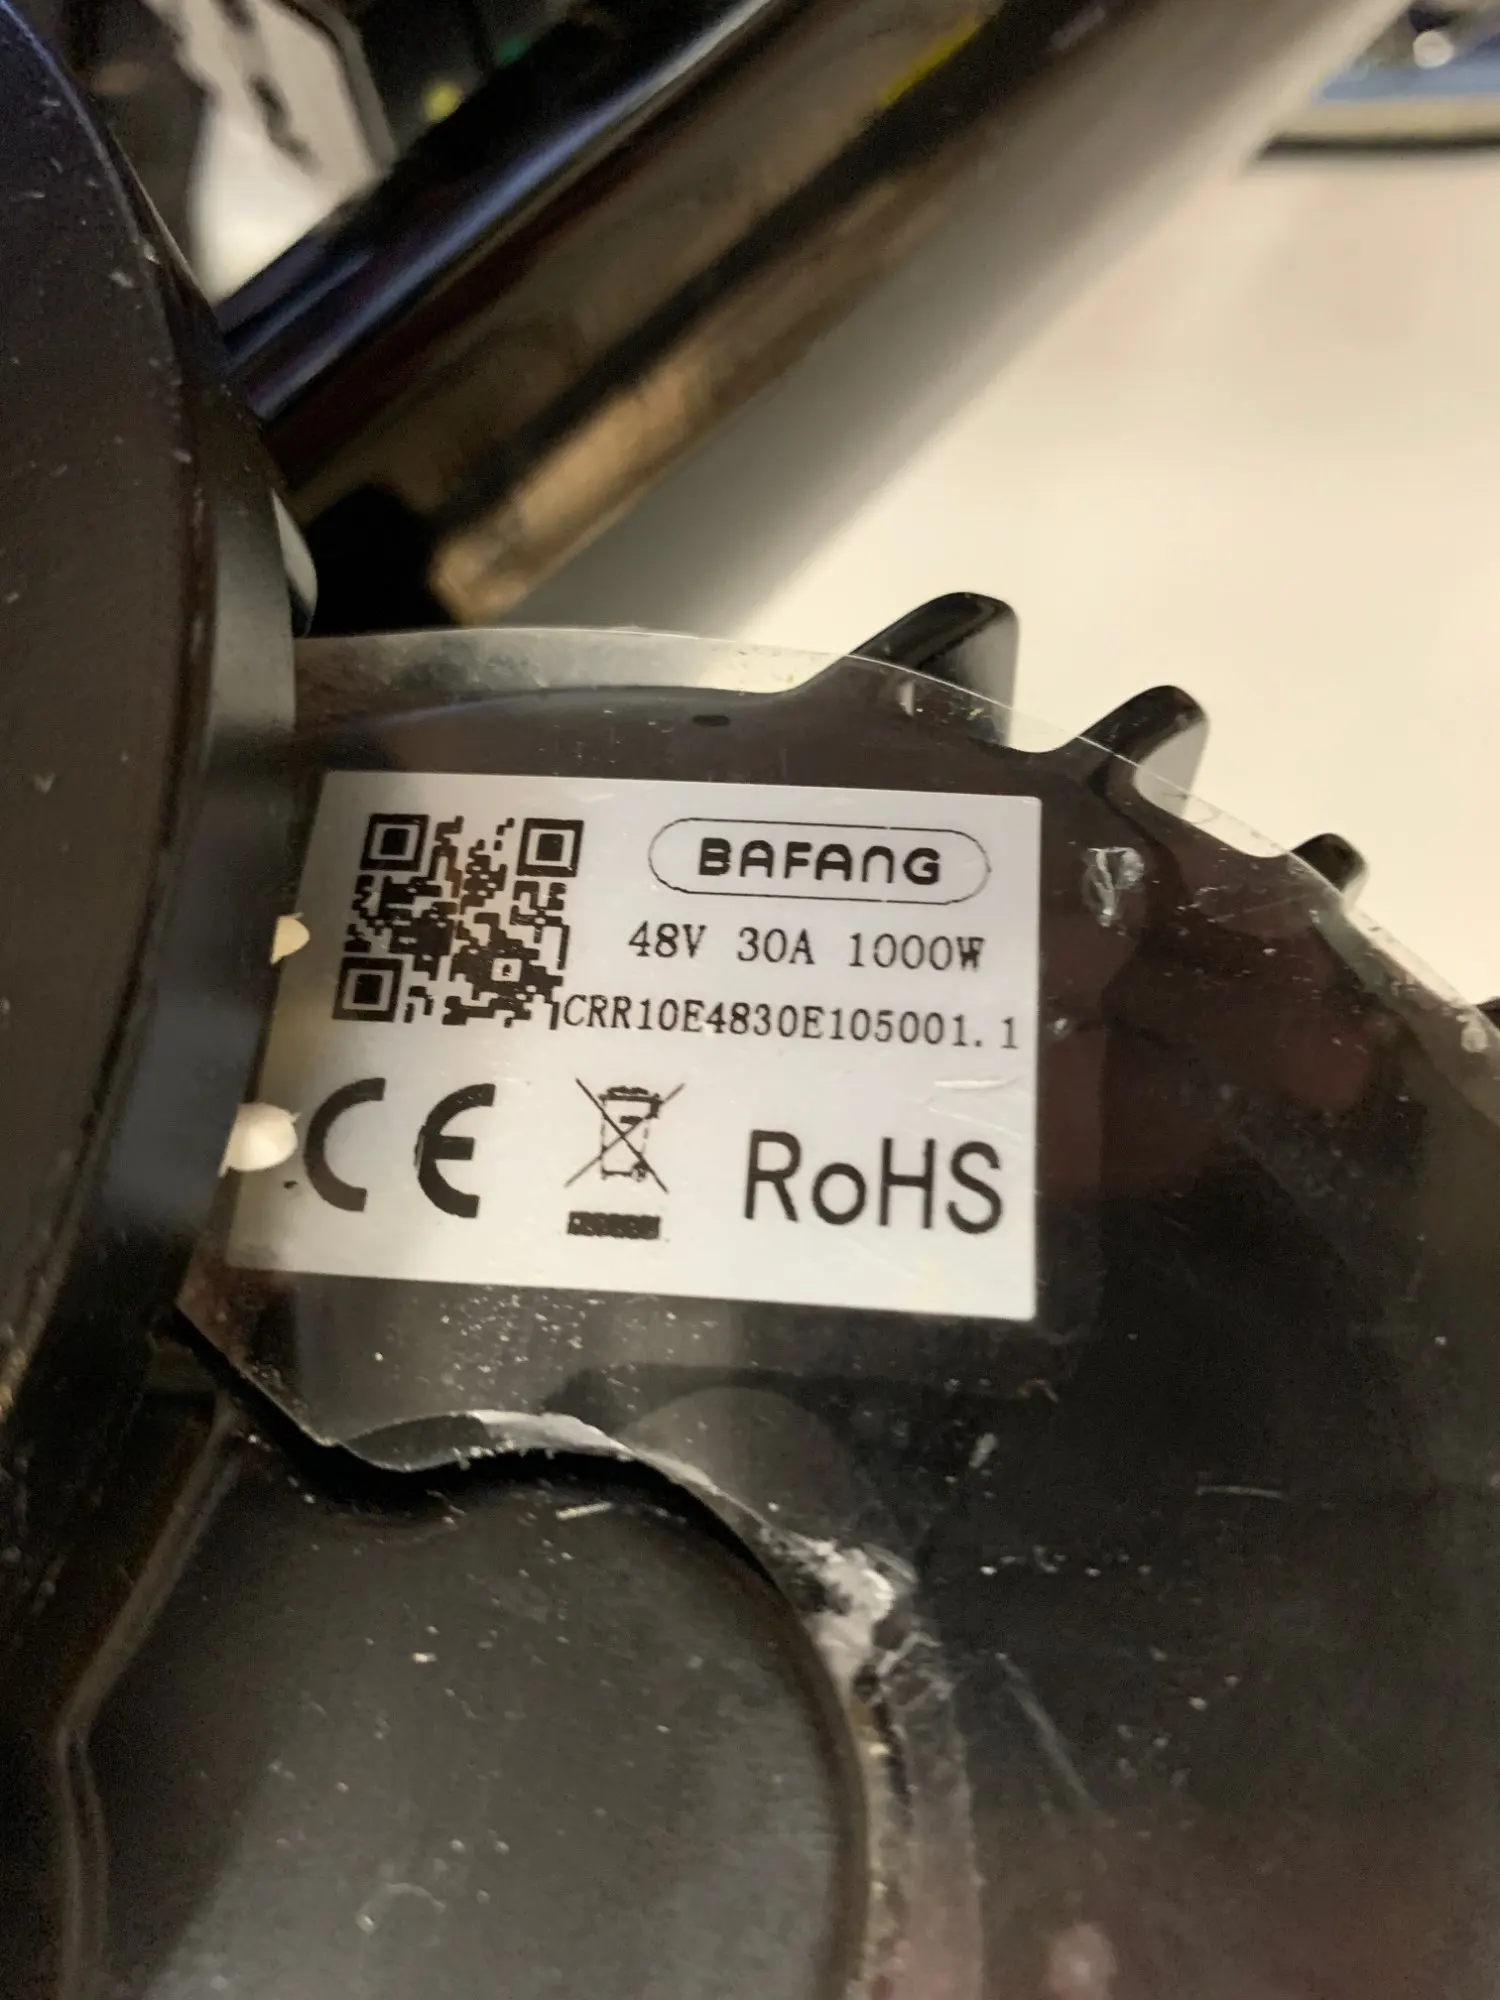 BAFANG
48V 30A 1000W
CRR10E4830E105001.1
CE
RoHS